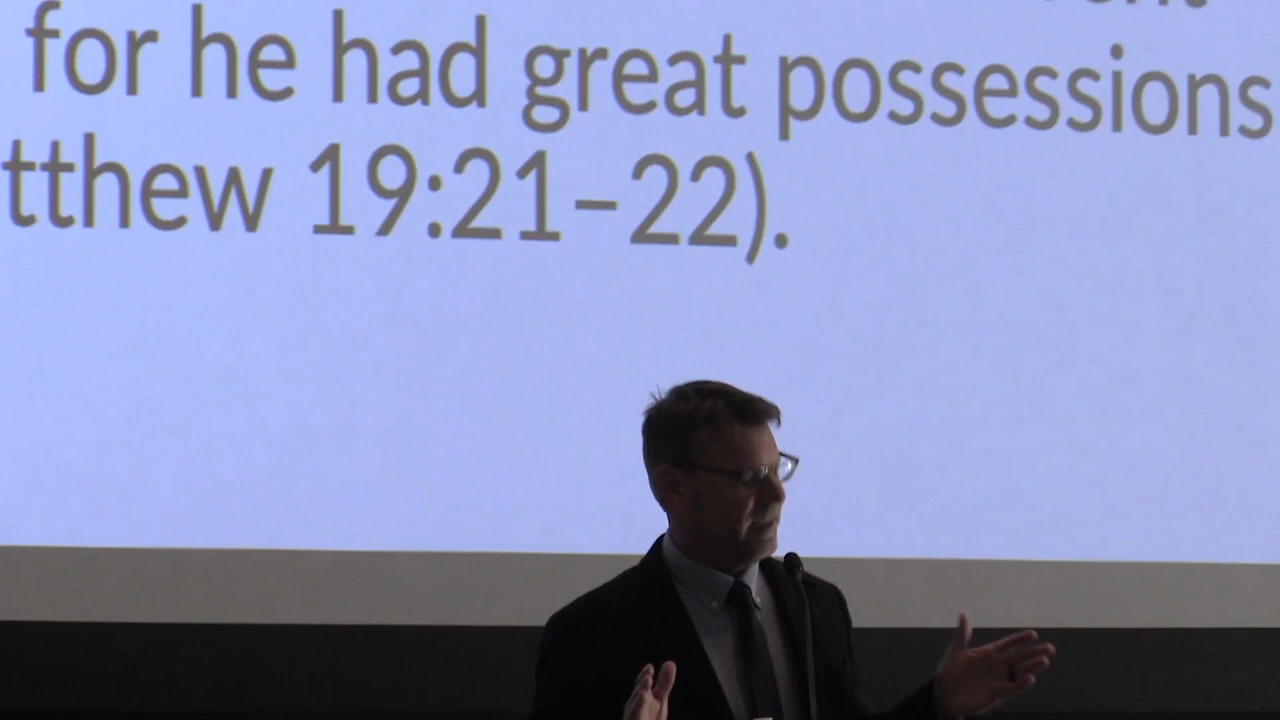 for he had great possessions
tthew 19:21–22).